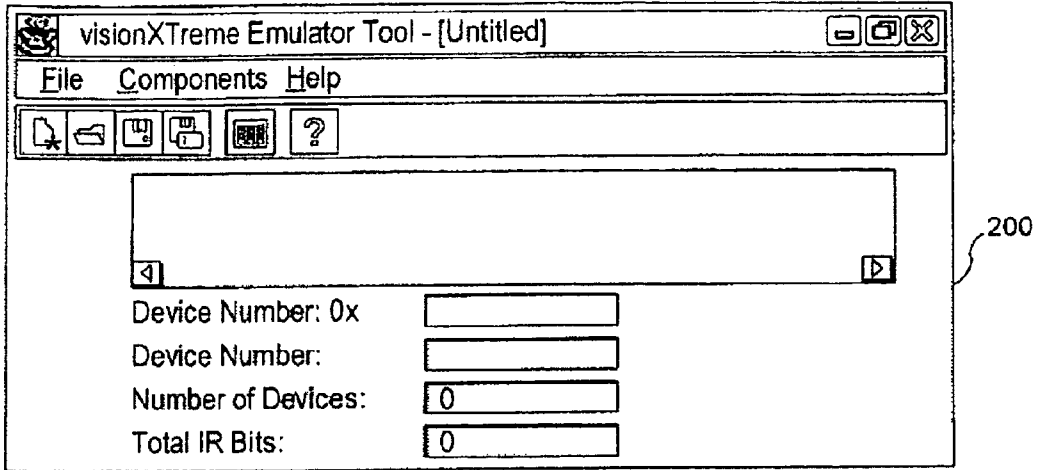 visionXTreme Emulator Tool - [Untitled]
File Components Help
?
200
Device Number: 0x
Device Number:
Number of Devices: 0
Total IR Bits: 0